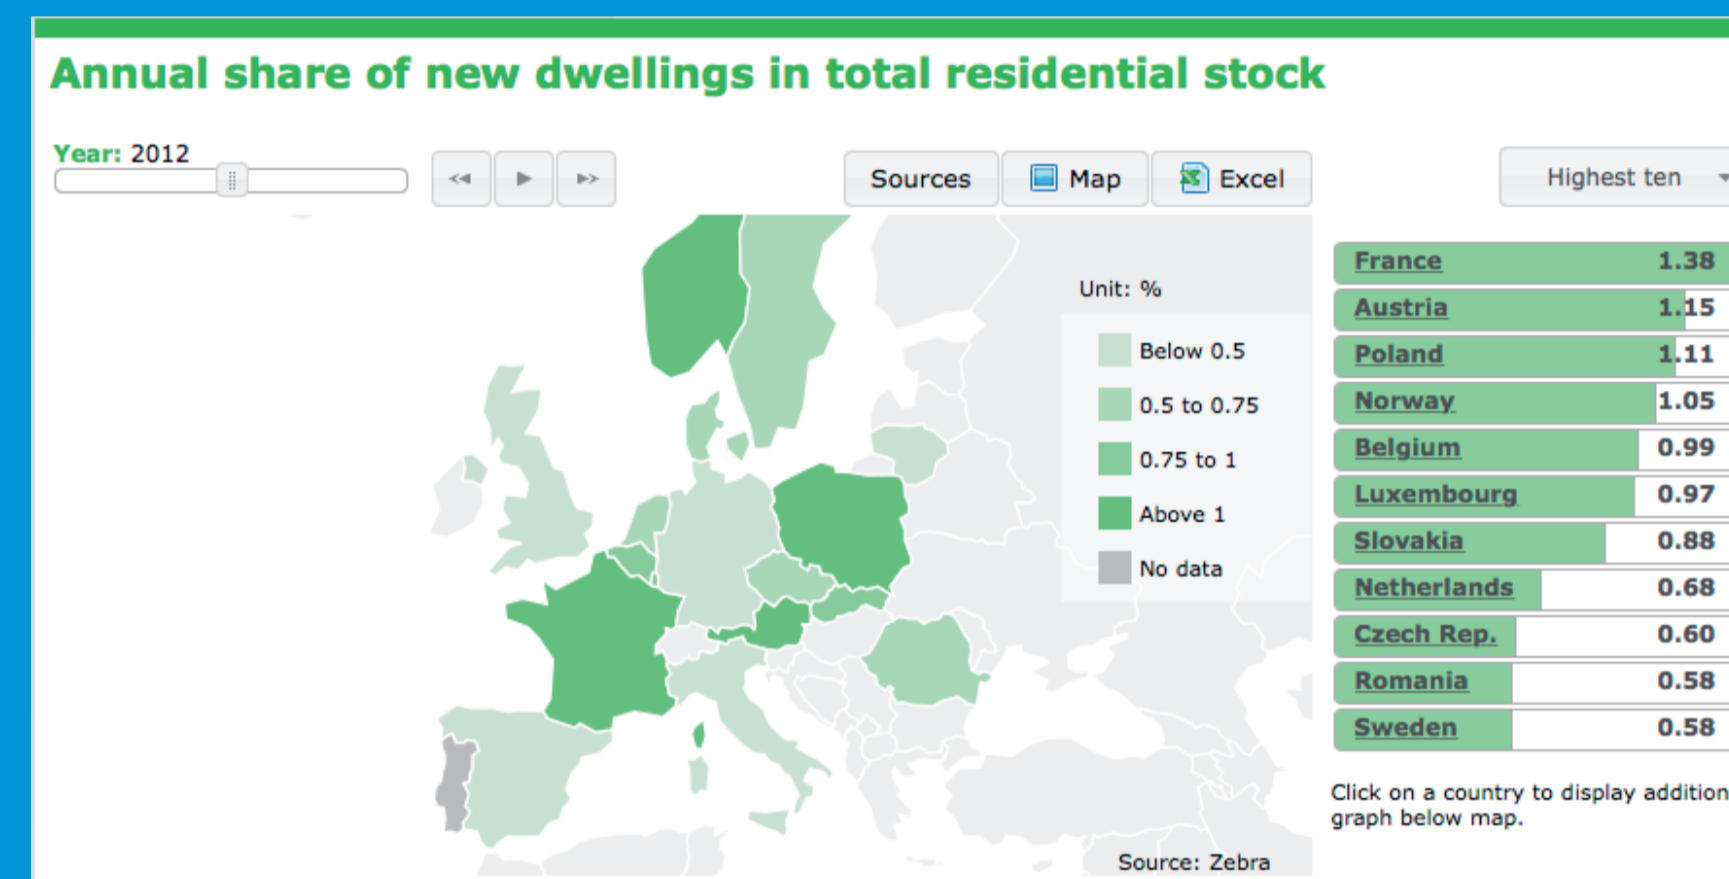 Annual share of new dwellings in total residential stock
Year: 2012
Sources
Map
Excel
Highest ten
Unit: %
Below 0.5
0.5 to 0.75
0.75 to 1
Above 1
No data
Source: Zebra
France 1.38
Austria 1.15
Poland 1.11
Norway 1.05
Belgium 0.99
Luxembourg 0.97
Slovakia 0.88
Netherlands 0.68
Czech Rep. 0.60
Romania 0.58
Sweden 0.58
Click on a country to display addition
graph below map.